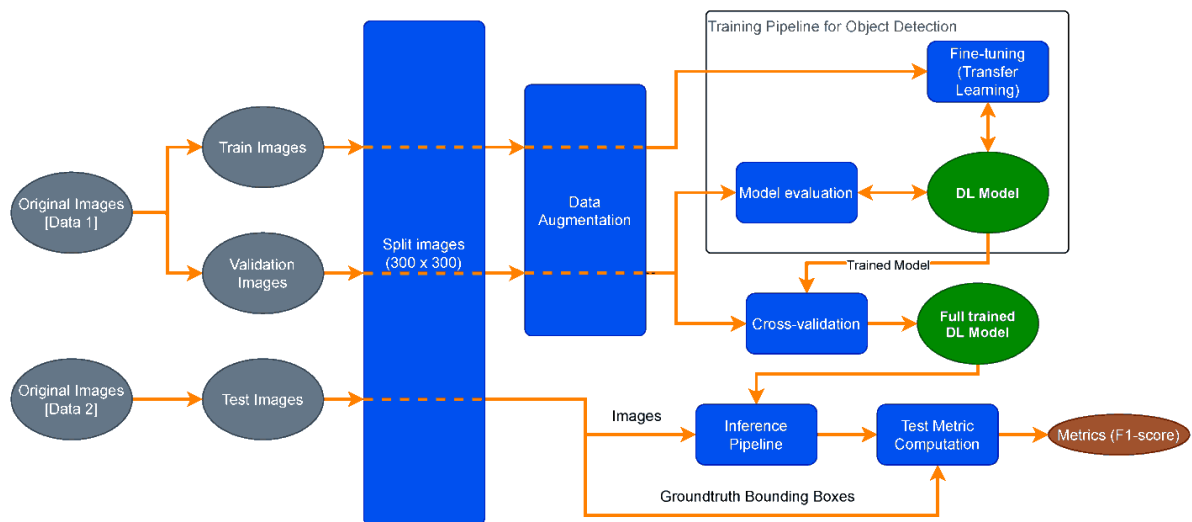 Training Pipeline for Object Detection
Fine-tuning
(Transfer
Learning)
Train Images
Original Images
[Data 1]
Model evaluation
DL Model
Data
Augmentation
Split images
(300 x 300)
Validation
Images
Trained Model
Cross-validation
Full trained
DL Model
Original Images
[Data 2]
Test Images
Images
Inference
Pipeline
Test Metric
Computation
Metrics (F1-score)
Groundtruth Bounding Boxes